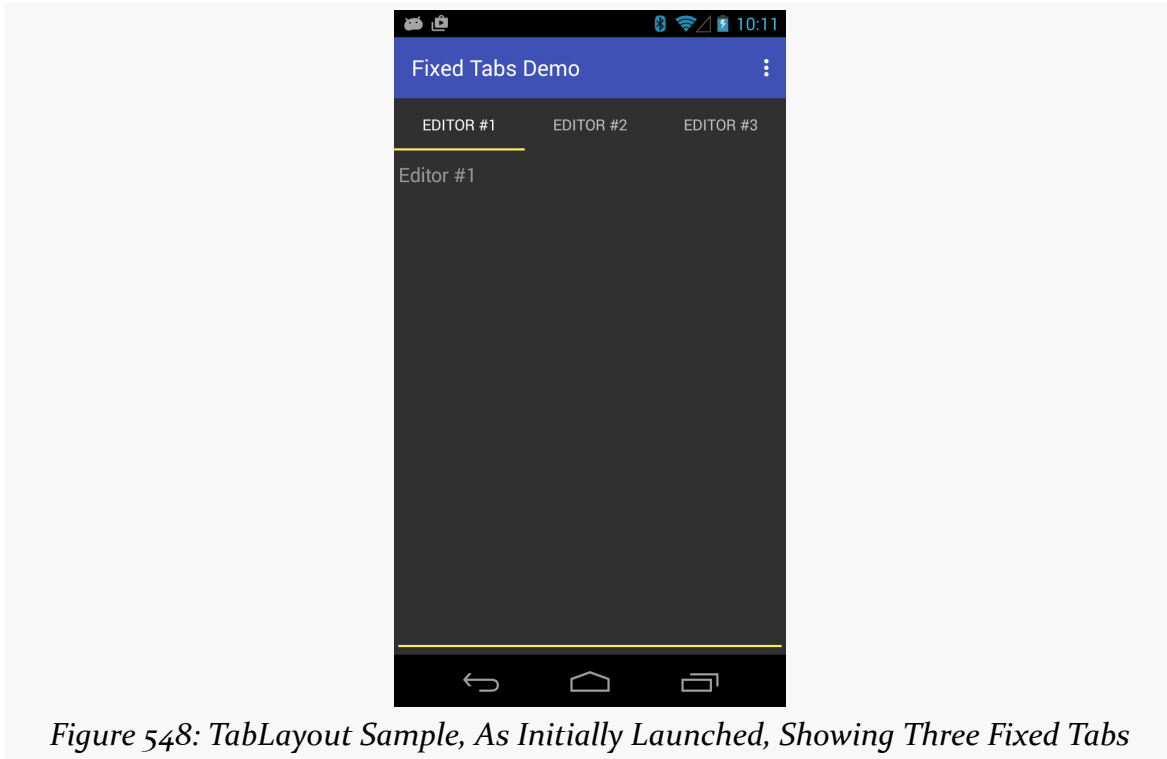 10:11
Fixed Tabs Demo
EDITOR #1 EDITOR #2 EDITOR #3
Editor #1
Figure 548: TabLayout Sample, As Initially Launched, Showing Three Fixed Tabs